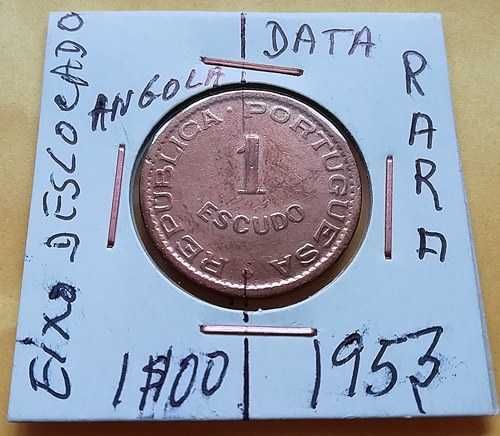 Eixo DESLOCADO
ANGOLA
DATA
RARA
REPUBLICA · PORTUGUESA
1
ESCUDO
1$00
1953